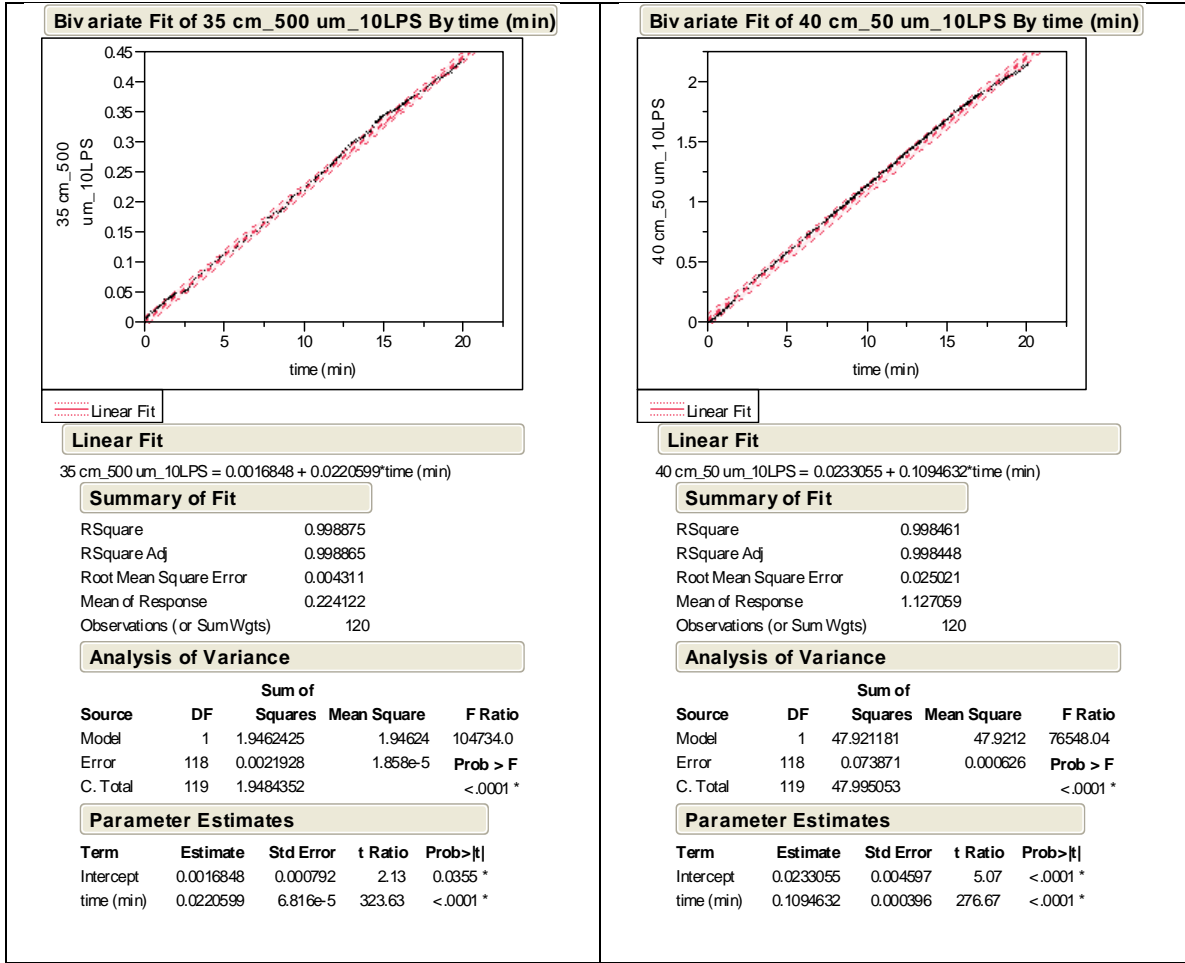 Bivariate Fit of 35 cm_500 um_10LPS By time (min)
0.45
0.4
0.35
0.3
0.25
0.2
0.15
0.1
0.05
0
35 cm_500
um_10LPS
0 5 10 15 20
time (min)
Linear Fit
Linear Fit
35 cm_500 um_10LPS = 0.0016848 + 0.0220599*time (min)
Summary of Fit
RSquare 0.998875
RSquare Adj 0.998865
Root Mean Square Error 0.004311
Mean of Response 0.224122
Observations (or Sum Wgts) 120
Analysis of Variance
Sum of
Source DF Squares Mean Square F Ratio
Model 1 1.9462425 1.94624 104734.0
Error 118 0.0021928 1.858e-5 Prob > F
C. Total 119 1.9484352 <.0001 *
Parameter Estimates
Term Estimate Std Error t Ratio Prob>|t|
Intercept 0.0016848 0.000792 2.13 0.0355 *
time (min) 0.0220599 6.816e-5 323.63 <.0001 *
Bivariate Fit of 40 cm_50 um_10LPS By time (min)
2
1.5
1
0.5
0
40 cm_50 um_10LPS
0 5 10 15 20
time (min)
Linear Fit
Linear Fit
40 cm_50 um_10LPS = 0.0233055 + 0.1094632*time (min)
Summary of Fit
RSquare 0.998461
RSquare Adj 0.998448
Root Mean Square Error 0.025021
Mean of Response 1.127059
Observations (or Sum Wgts) 120
Analysis of Variance
Sum of
Source DF Squares Mean Square F Ratio
Model 1 47.921181 47.9212 76548.04
Error 118 0.073871 0.000626 Prob > F
C. Total 119 47.995053 <.0001 *
Parameter Estimates
Term Estimate Std Error t Ratio Prob>|t|
Intercept 0.0233055 0.004597 5.07 <.0001 *
time (min) 0.1094632 0.000396 276.67 <.0001 *